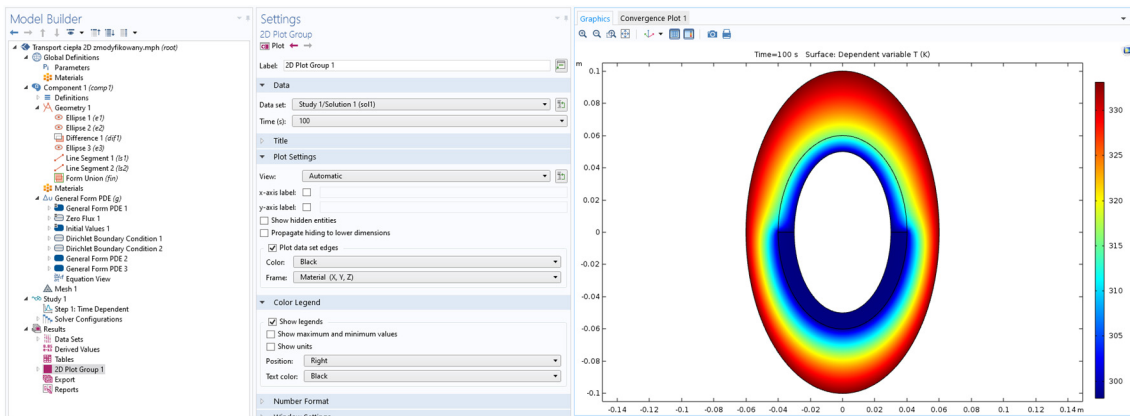 Model Builder
Transport ciepła 2D zmodyfikowany.mph (root)
Global Definitions
Pi Parameters
Materials
Component 1 (comp1)
Definitions
Geometry 1
Ellipse 1 (e1)
Ellipse 2 (e2)
Difference 1 (dif1)
Ellipse 3 (e3)
Line Segment 1 (ls1)
Line Segment 2 (ls2)
Form Union (fin)
Materials
Δu General Form PDE (g)
General Form PDE 1
Zero Flux 1
Initial Values 1
Dirichlet Boundary Condition 1
Dirichlet Boundary Condition 2
General Form PDE 2
General Form PDE 3
Equation View
Mesh 1
Study 1
Step 1: Time Dependent
Solver Configurations
Results
Data Sets
Derived Values
Tables
2D Plot Group 1
Export
Reports
Settings
2D Plot Group
Plot
Label: 2D Plot Group 1
Data
Data set: Study 1/Solution 1 (sol1)
Time (s): 100
Title
Plot Settings
View: Automatic
x-axis label:
y-axis label:
Show hidden entities
Propagate hiding to lower dimensions
Plot data set edges
Color: Black
Frame: Material (X, Y, Z)
Color Legend
Show legends
Show maximum and minimum values
Show units
Position: Right
Text color: Black
Number Format
Window Settings
Graphics Convergence Plot 1
Time=100 s Surface: Dependent variable T (K)
m
0.1
0.08
0.06
0.04
0.02
0
-0.02
-0.04
-0.06
-0.08
-0.1
-0.14 -0.12 -0.1 -0.08 -0.06 -0.04 -0.02 0 0.02 0.04 0.06 0.08 0.1 0.12 0.14 m
330
325
320
315
310
305
300